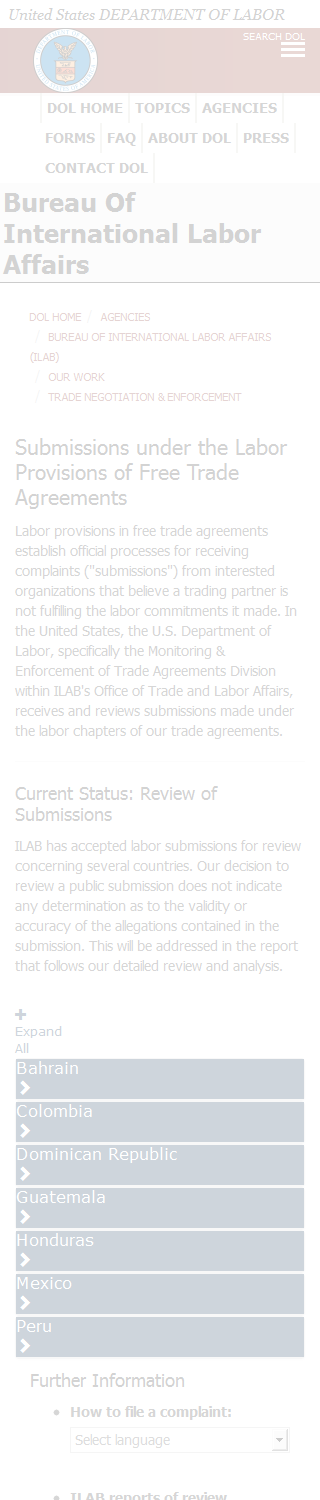 United States DEPARTMENT OF LABOR
SEARCH DOL
DOL HOME TOPICS AGENCIES
FORMS FAQ ABOUT DOL PRESS
CONTACT DOL
Bureau Of
International Labor
Affairs
DOL HOME / AGENCIES
/ BUREAU OF INTERNATIONAL LABOR AFFAIRS
(ILAB)
/ OUR WORK
/ TRADE NEGOTIATION & ENFORCEMENT
Submissions under the Labor
Provisions of Free Trade
Agreements
Labor provisions in free trade agreements
establish official processes for receiving
complaints ("submissions") from interested
organizations that believe a trading partner is
not fulfilling the labor commitments it made. In
the United States, the U.S. Department of
Labor, specifically the Monitoring &
Enforcement of Trade Agreements Division
within ILAB's Office of Trade and Labor Affairs,
receives and reviews submissions made under
the labor chapters of our trade agreements.
Current Status: Review of
Submissions
ILAB has accepted labor submissions for review
concerning several countries. Our decision to
review a public submission does not indicate
any determination as to the validity or
accuracy of the allegations contained in the
submission. This will be addressed in the report
that follows our detailed review and analysis.
Expand
All
Bahrain
Colombia
Dominican Republic
Guatemala
Honduras
Mexico
Peru
Further Information
• How to file a complaint:
Select language
• ILAB reports of review